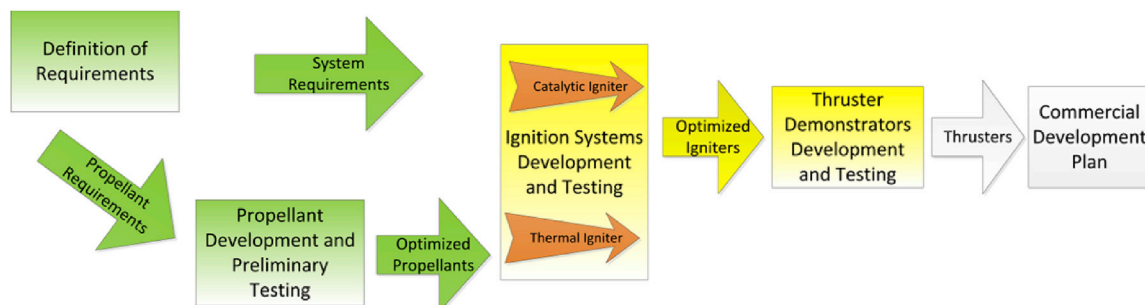 Definition of
Requirements
System
Requirements
Propellant
Requirements
Propellant
Development and
Preliminary
Testing
Optimized
Propellants
Catalytic Igniter
Ignition Systems
Development
and Testing
Thermal Igniter
Optimized
Igniters
Thruster
Demonstrators
Development
and Testing
Thrusters
Commercial
Development
Plan